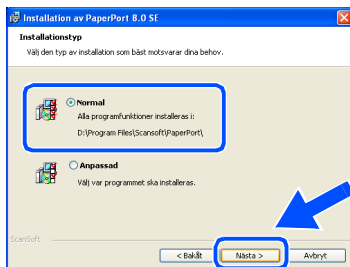 Installation av PaperPort 8.0 SE
Installationstyp
Välj den typ av installation som bäst motsvarar dina behov.
Normal
Alla programfunktioner installeras i:
D:\Program Files\Scansoft\PaperPort\
Anpassad
Välj var programmet ska installeras.
ScanSoft
< Bakåt
Nästa >
Avbryt